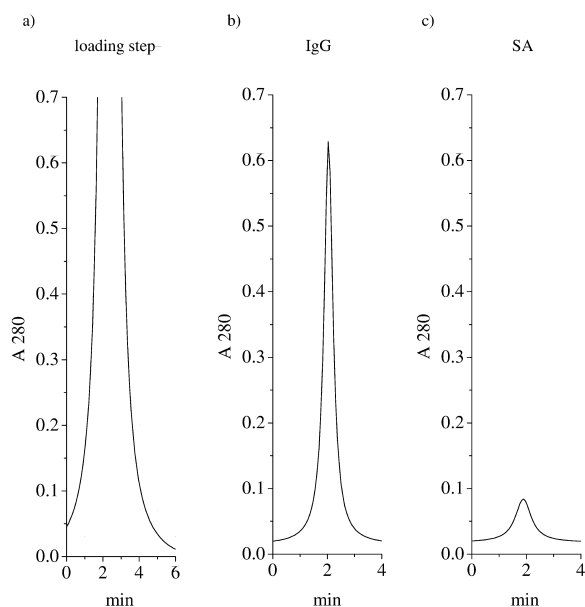 a) b) c)
loading step IgG SA
0.7 0.7 0.7
0.6 0.6 0.6
0.5 0.5 0.5
0.4 0.4 0.4
A 280 A 280 A 280
0.3 0.3 0.3
0.2 0.2 0.2
0.1 0.1 0.1
0.0 0.0 0.0
0 2 4 6 0 2 4 0 2 4
min min min